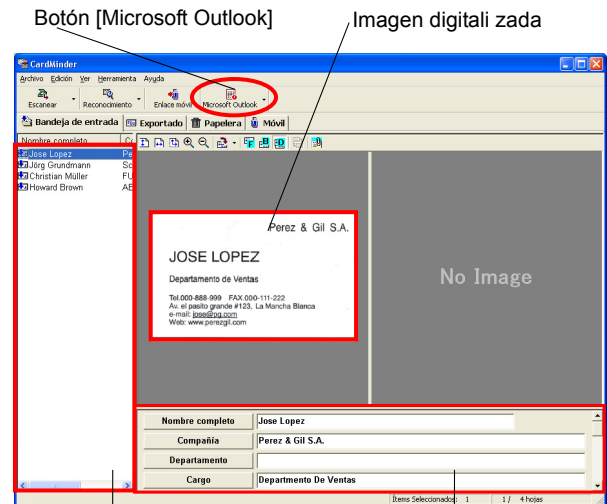 Botón [Microsoft Outlook]
Imagen digitali zada
CardMinder
Archivo Edición Ver Herramienta Ayuda
Escanear Reconocimiento Enlace móvil Microsoft Outlook
Bandeja de entrada Exportado Papelera Móvil
Nombre completo
Jose Lopez Pe
Jörg Grundmann Sc
Christian Müller FU
Howard Brown AE
Perez & Gil S.A.
JOSE LOPEZ
Departamento de Ventas
Tel.000-888-999 FAX.000-111-222
Av. el pasito grande #123, La Mancha Blanca
e-mail: jose@pg.com
Web: www.perezgil.com
No Image
Nombre completo Jose Lopez
Compañía Perez & Gil S.A.
Departamento
Cargo Departmento De Ventas
Ítems Seleccionados: 1 1 / 4 hojas